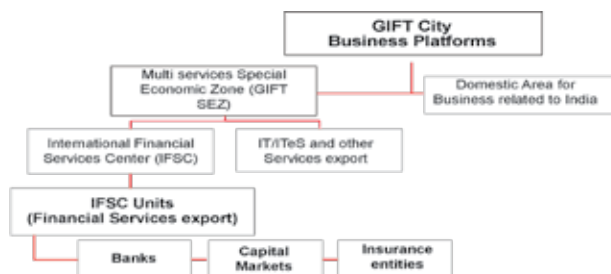 GIFT City
Business Platforms
Multi services Special
Economic Zone (GIFT
SEZ)
Domestic Area for
Business related to India
International Financial
Services Center (IFSC)
IT/ITeS and other
Services export
IFSC Units
(Financial Services export)
Banks
Capital
Markets
Insurance
entities